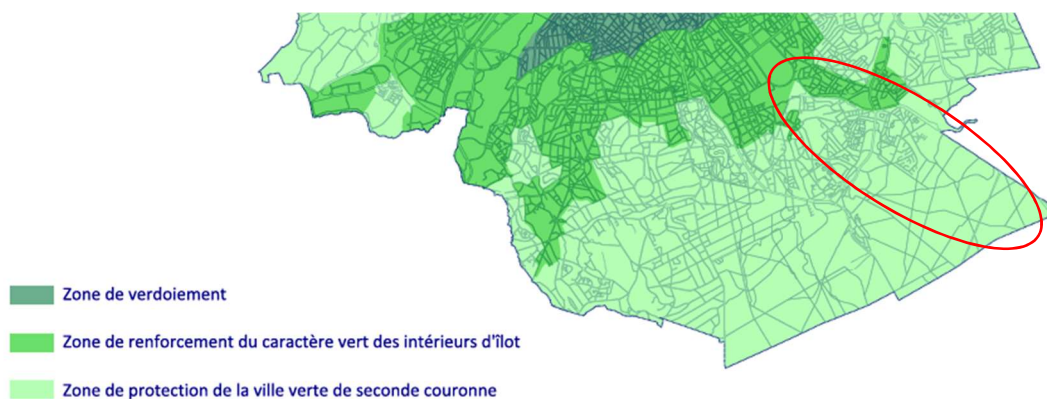 Zone de verdoiement
Zone de renforcement du caractère vert des intérieurs d'îlot
Zone de protection de la ville verte de seconde couronne